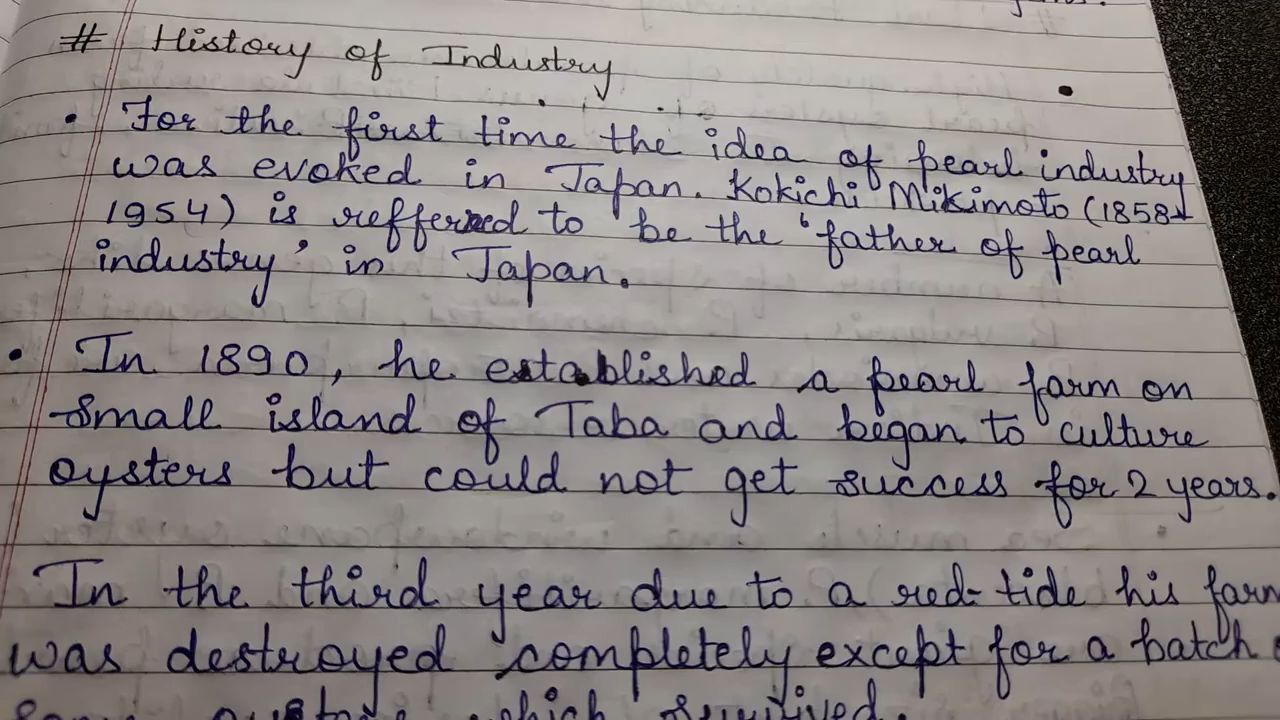 # History of Industry
• For the first time the idea of pearl industry
was evoked in Japan. Kokichi Mikimoto (1858-
1954) is refferred to be the 'father of pearl
industry' in Japan.
• In 1890, he established a pearl farm on
small island of Taba and began to culture
oysters but could not get success for 2 years.
In the third year due to a red-tide his farm
was destroyed completely except for a batch
which